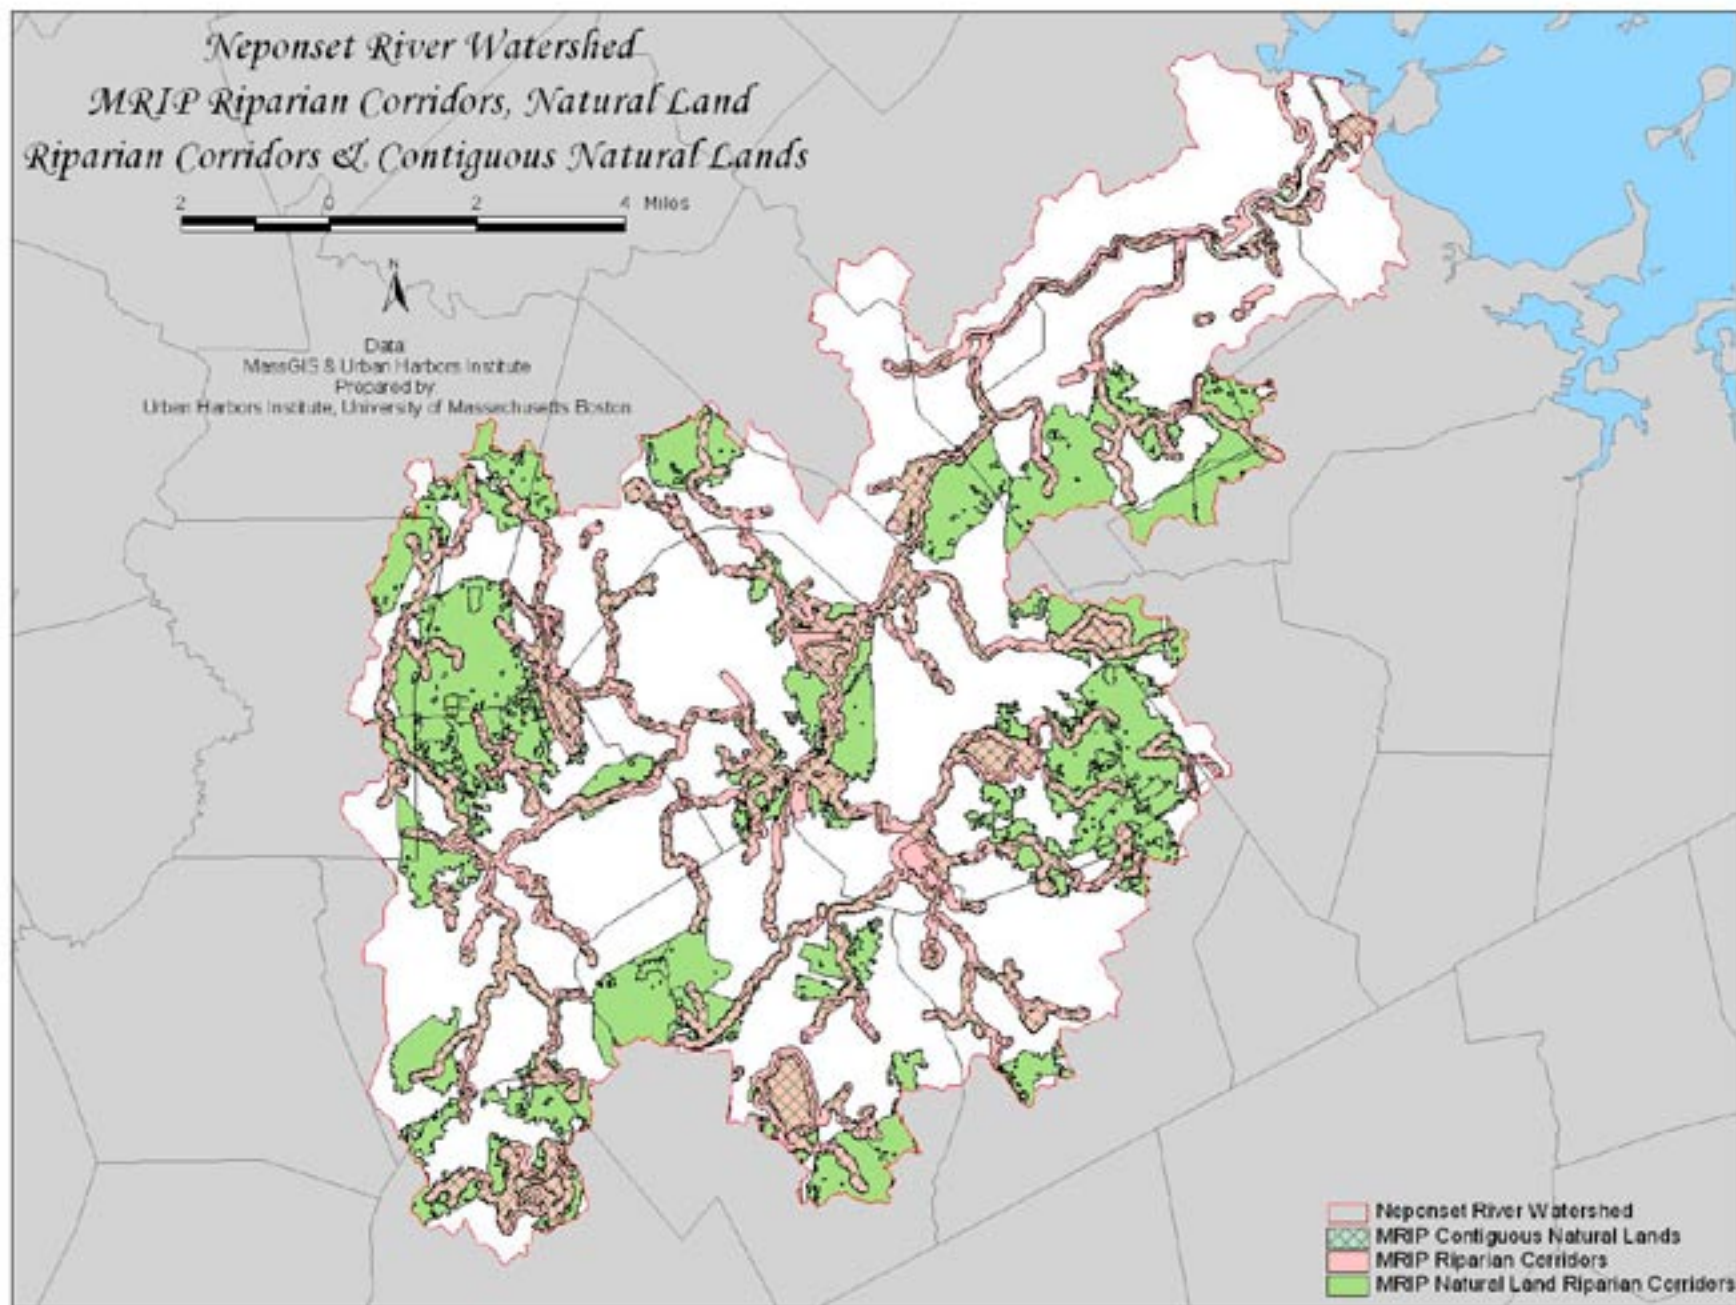 Neponset River Watershed
MRIP Riparian Corridors, Natural Land
Riparian Corridors & Contiguous Natural Lands
2 0 2 4 Miles
N
Data:
MassGIS & Urban Harbors Institute
Prepared by:
Urban Harbors Institute, University of Massachusetts Boston
Neponset River Watershed
MRIP Contiguous Natural Lands
MRIP Riparian Corridors
MRIP Natural Land Riparian Corridors